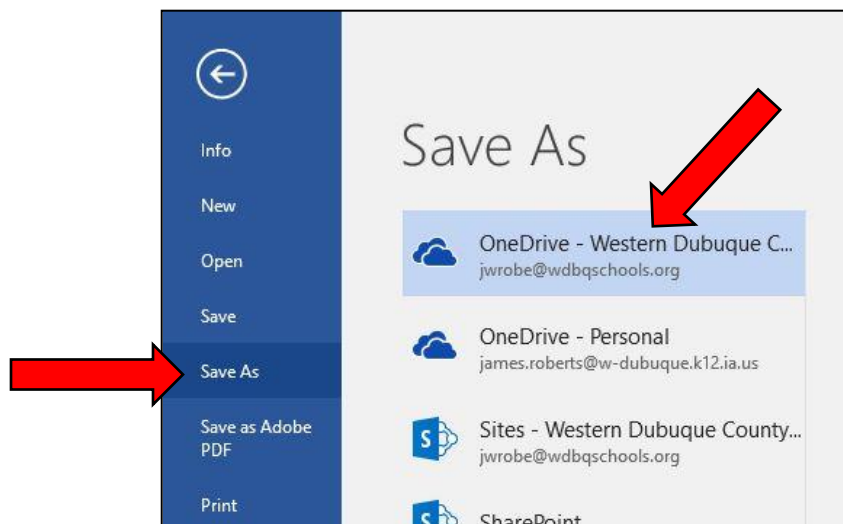 Info
New
Open
Save
Save As
Save as Adobe
PDF
Print
Save As
OneDrive - Western Dubuque C...
jwrobe@wdbqschools.org
OneDrive - Personal
james.roberts@w-dubuque.k12.ia.us
Sites - Western Dubuque County...
jwrobe@wdbqschools.org
SharePoint